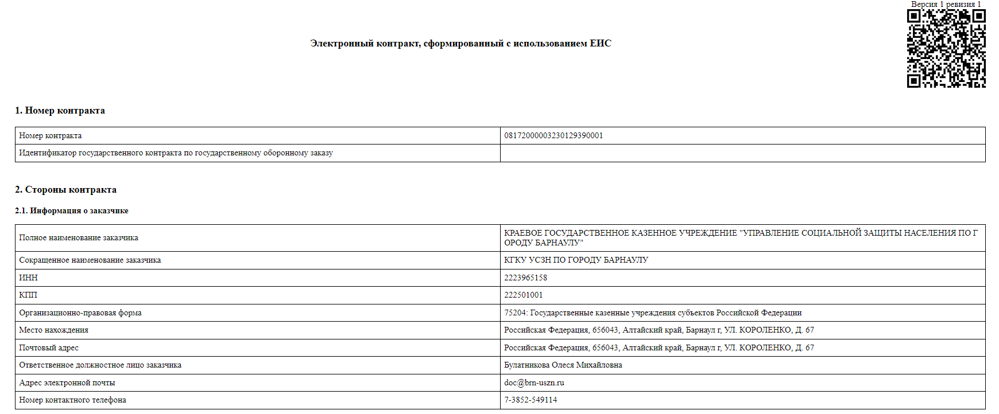 Версия 1 ревизия 1
Электронный контракт, сформированный с использованием ЕИС
1. Номер контракта
Номер контракта 08172000003230129390001
Идентификатор государственного контракта по государственному оборонному заказу
2. Стороны контракта
2.1. Информация о заказчике
Полное наименование заказчика КРАЕВОЕ ГОСУДАРСТВЕННОЕ КАЗЕННОЕ УЧРЕЖДЕНИЕ "УПРАВЛЕНИЕ СОЦИАЛЬНОЙ ЗАЩИТЫ НАСЕЛЕНИЯ ПО Г
ОРОДУ БАРНАУЛУ"
Сокращенное наименование заказчика КГКУ УСЗН ПО ГОРОДУ БАРНАУЛУ
ИНН 2223965158
КПП 222501001
Организационно-правовая форма 75204: Государственные казенные учреждения субъектов Российской Федерации
Место нахождения Российская Федерация, 656043, Алтайский край, Барнаул г, УЛ. КОРОЛЕНКО, Д. 67
Почтовый адрес Российская Федерация, 656043, Алтайский край, Барнаул г, УЛ. КОРОЛЕНКО, Д. 67
Ответственное должностное лицо заказчика Булатникова Олеся Михайловна
Адрес электронной почты doc@brn-uszn.ru
Номер контактного телефона 7-3852-549114